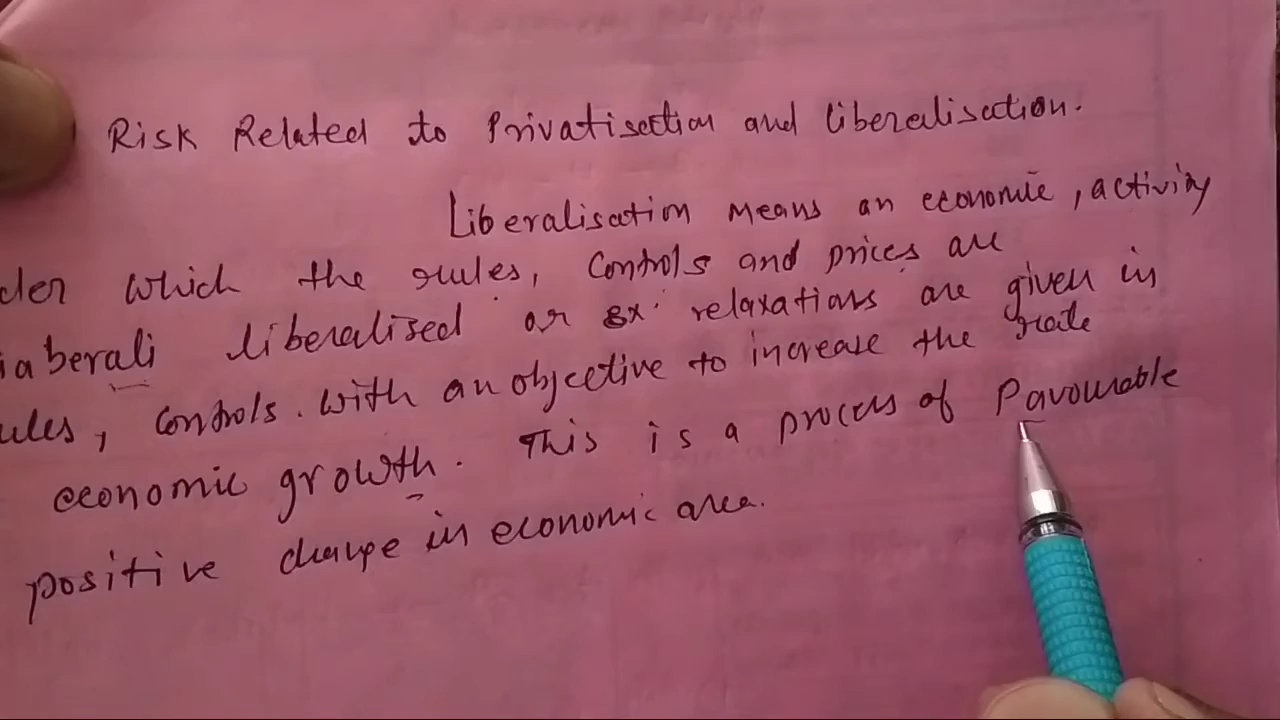 Risk Related to Privatisation and liberalisation.
Liberalisation means an economic, activity
der which the rules, controls and prices are
aberali liberalised or relaxations are given in
ules, controls. With an objective to increase the rate
economic growth. This is a process of Pavourable
positive change in economic area.